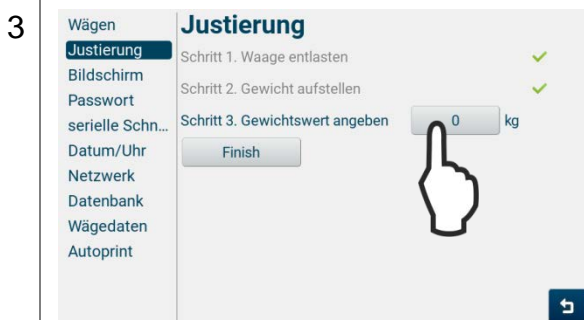 3
Wägen
Justierung
Bildschirm
Passwort
serielle Schn...
Datum/Uhr
Netzwerk
Datenbank
Wägedaten
Autoprint
Justierung
Schritt 1. Waage entlasten
Schritt 2. Gewicht aufstellen
Schritt 3. Gewichtswert angeben 0 kg
Finish